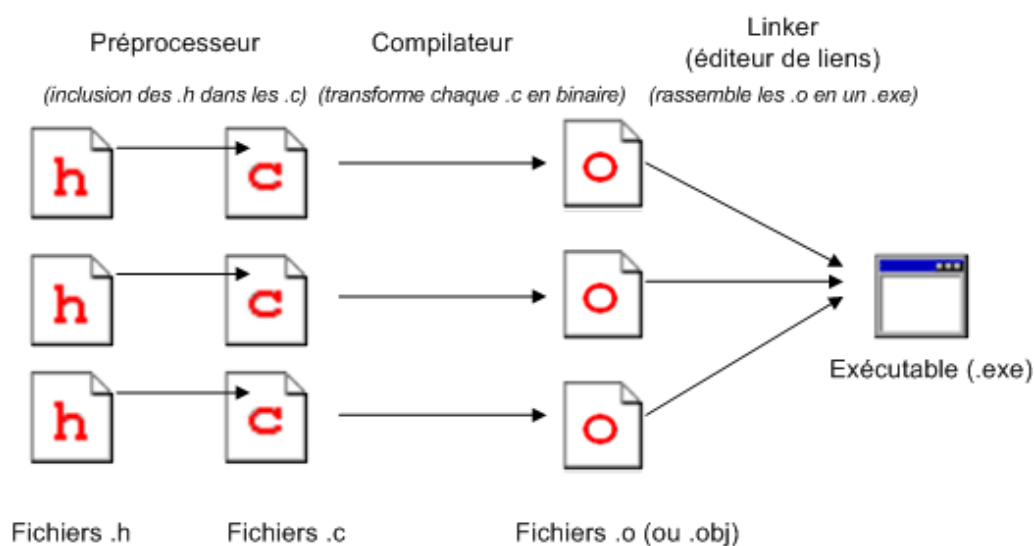 Préprocesseur
Compilateur
Linker
(éditeur de liens)
(inclusion des .h dans les .c)
(transforme chaque .c en binaire)
(rassemble les .o en un .exe)
h
c
o
h
c
o
h
c
o
Exécutable (.exe)
Fichiers .h
Fichiers .c
Fichiers .o (ou .obj)